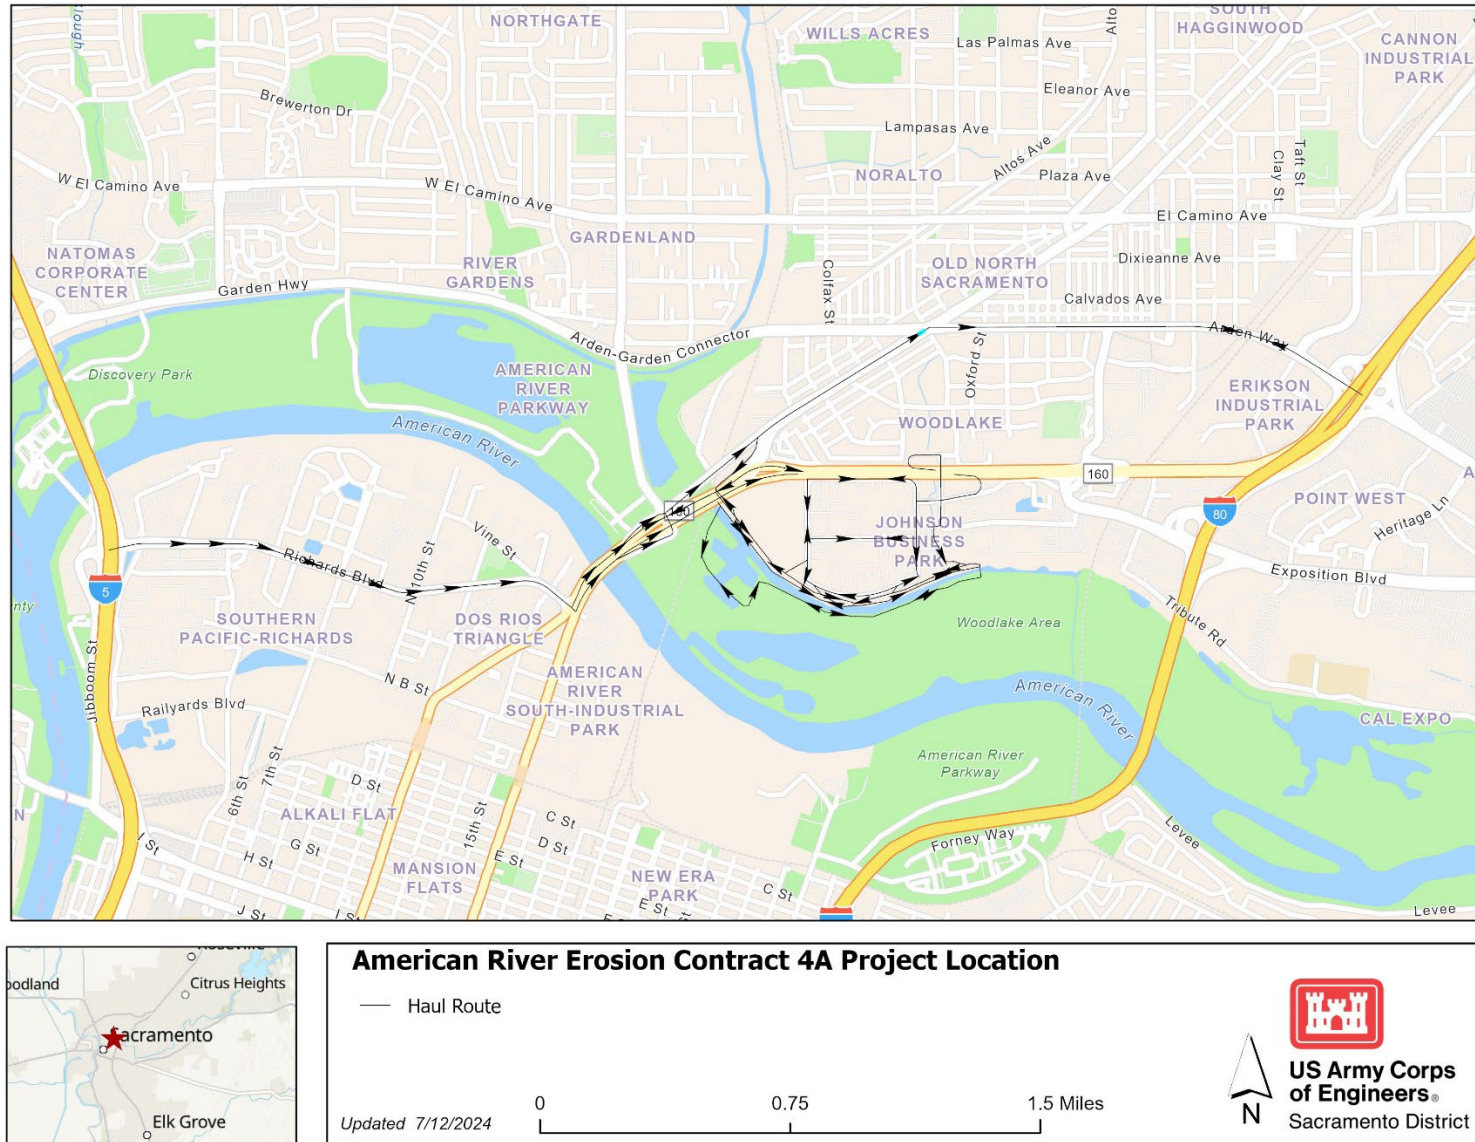 Slough
NORTHGATE
WILLS ACRES
Las Palmas Ave
Alto
SOUTH
HAGGINWOOD
CANNON
INDUSTRIAL
PARK
Brewerton Dr
Eleanor Ave
Lampasas Ave
Altos Ave
Taft St
Clay St
W El Camino Ave
W El Camino Ave
NORALTO
Plaza Ave
El Camino Ave
NATOMAS
CORPORATE
CENTER
GARDENLAND
RIVER
GARDENS
Garden Hwy
Colfax St
OLD NORTH
SACRAMENTO
Dixieanne Ave
Calvados Ave
Arden-Garden Connector
Arden Way
Oxford St
Discovery Park
AMERICAN
RIVER
PARKWAY
American River
ERIKSON
INDUSTRIAL
PARK
WOODLAKE
160
160
80
POINT WEST
Heritage Ln
A
Vine St
N 10th St
JOHNSON
BUSINESS
PARK
Richards Blvd
Exposition Blvd
5
unty
SOUTHERN
PACIFIC-RICHARDS
DOS RIOS
TRIANGLE
Woodlake Area
Tribute Rd
Jibboom St
N B St
AMERICAN
RIVER
SOUTH-INDUSTRIAL
PARK
American River
Railyards Blvd
CAL EXPO
American River
Parkway
6th St
7th St
D St
N
ALKALI FLAT
15th St
C St
D St
E St
I St
G St
H St
MANSION
FLATS
NEW ERA
PARK
C St
Forney Way
Levee
J St
I St
E St
Levee
Roseville
oodland
Citrus Heights
Sacramento
Elk Grove
American River Erosion Contract 4A Project Location
Haul Route
Updated 7/12/2024
0
0.75
1.5 Miles
N
US Army Corps
of Engineers®
Sacramento District